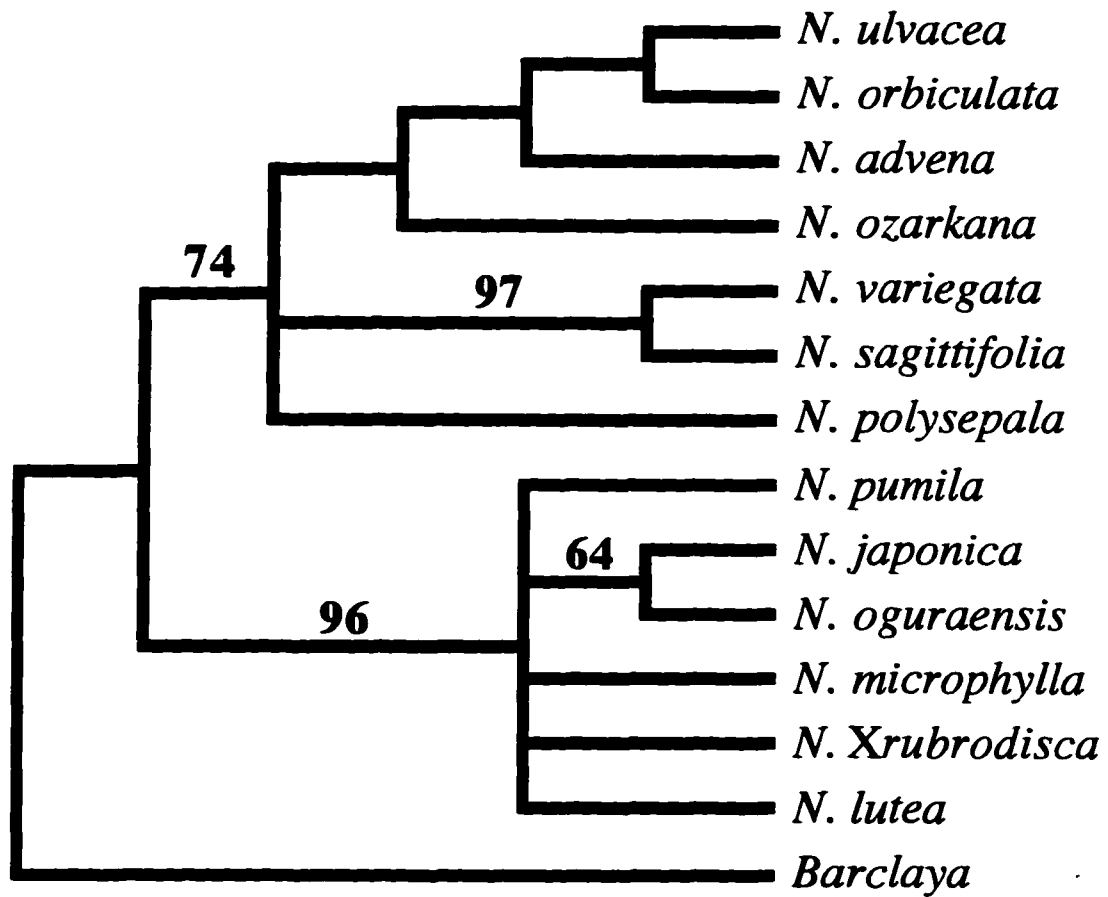 N. ulvacea
N. orbiculata
N. advena
N. ozarkana
74
97
N. variegata
N. sagittifolia
N. polysepala
N. pumila
64
N. japonica
N. oguraensis
96
N. microphylla
N. Xrubrodisca
N. lutea
Barclaya